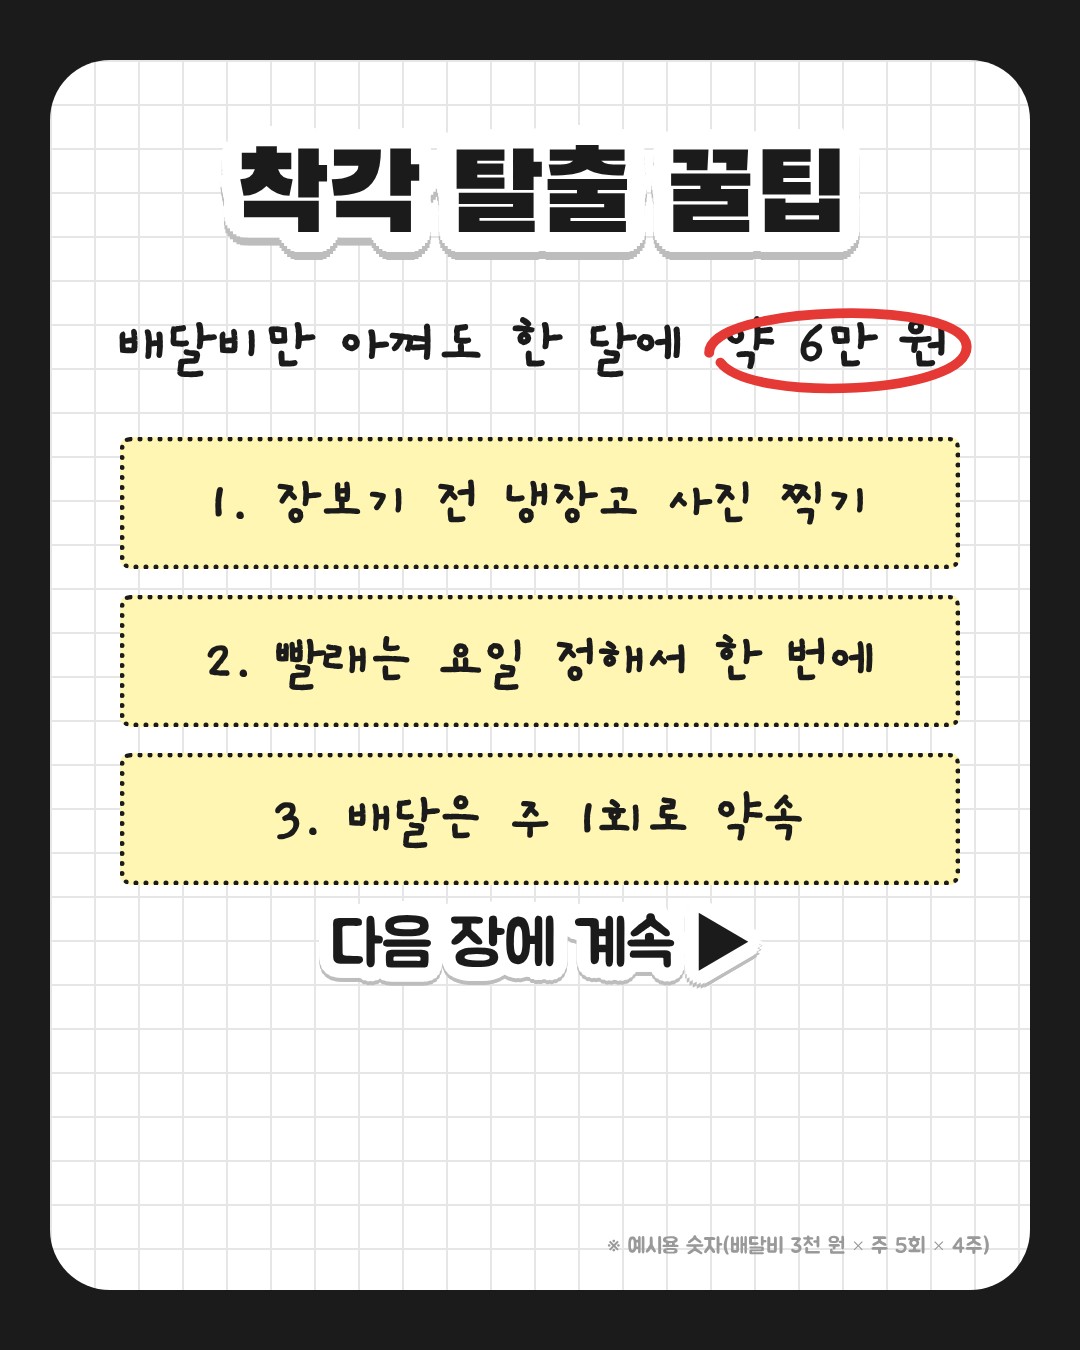 착각 탈출 꿀팁
배달비만 아껴도 한 달에 약 6만 원
1. 장보기 전 냉장고 사진 찍기
2. 빨래는 요일 정해서 한 번에
3. 배달은 주 1회로 약속
다음 장에 계속 ▶
※ 예시용 숫자(배달비 3천 원 × 주 5회 × 4주)